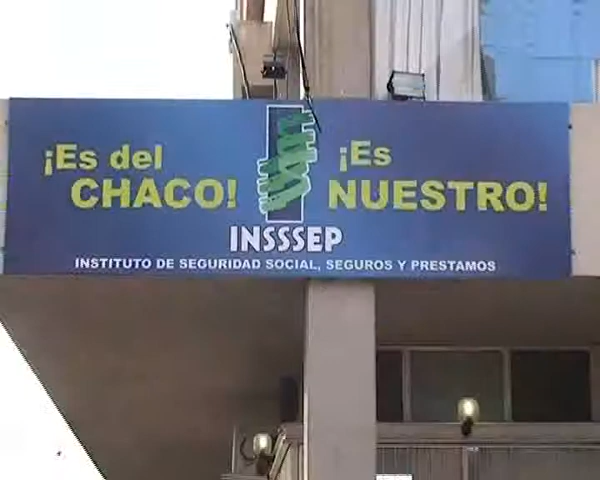 ¡Es del
CHACO!
¡Es
NUESTRO!
INSSSEP
INSTITUTO DE SEGURIDAD SOCIAL, SEGUROS Y PRESTAMOS